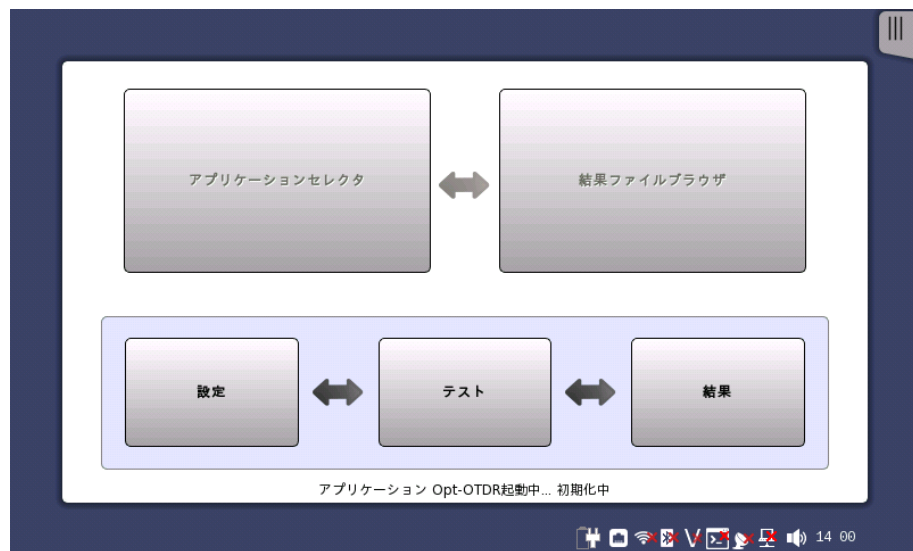 アプリケーションセレクタ
結果ファイルブラウザ
設定
テスト
結果
アプリケーション Opt-OTDR起動中... 初期化中
14 00